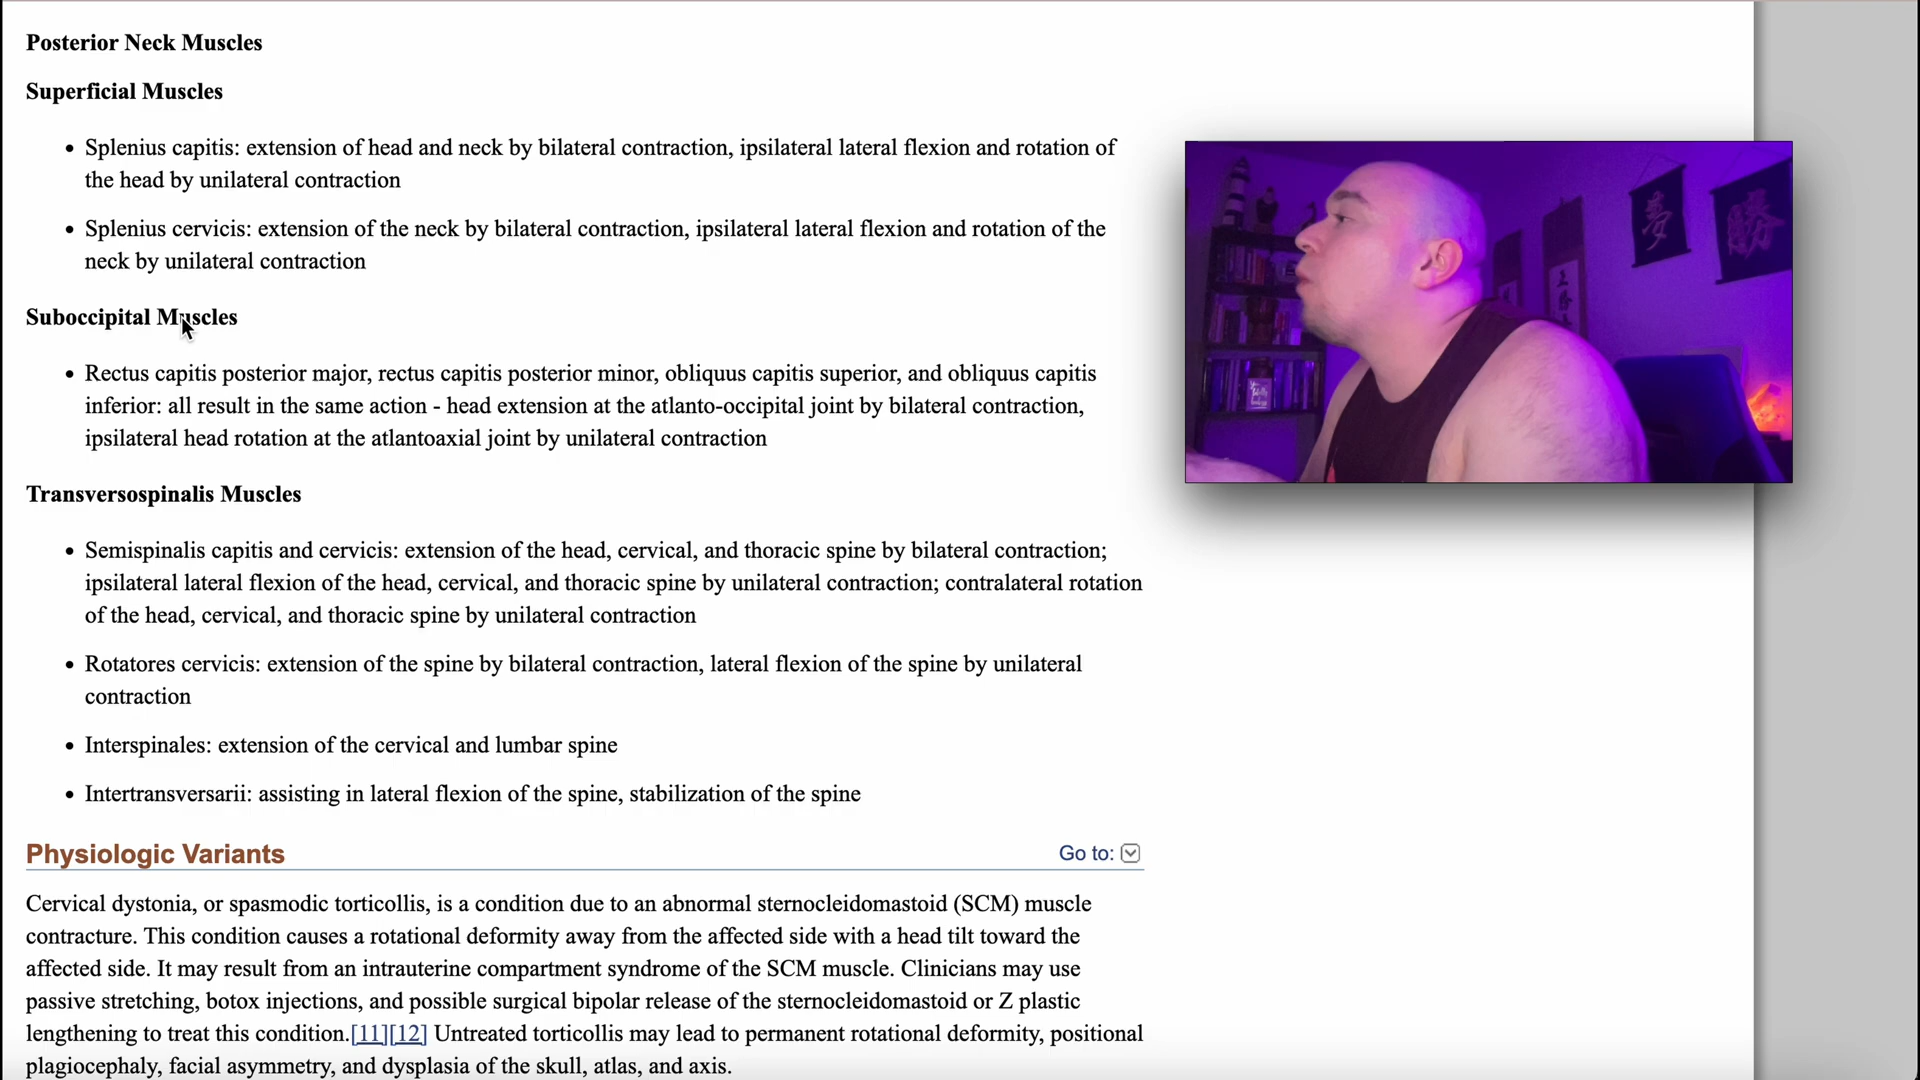 Posterior Neck Muscles
Superficial Muscles
• Splenius capitis: extension of head and neck by bilateral contraction, ipsilateral lateral flexion and rotation of
the head by unilateral contraction
• Splenius cervicis: extension of the neck by bilateral contraction, ipsilateral lateral flexion and rotation of the
neck by unilateral contraction
Suboccipital Muscles
• Rectus capitis posterior major, rectus capitis posterior minor, obliquus capitis superior, and obliquus capitis
inferior: all result in the same action - head extension at the atlanto-occipital joint by bilateral contraction,
ipsilateral head rotation at the atlantoaxial joint by unilateral contraction
Transversospinalis Muscles
• Semispinalis capitis and cervicis: extension of the head, cervical, and thoracic spine by bilateral contraction;
ipsilateral lateral flexion of the head, cervical, and thoracic spine by unilateral contraction; contralateral rotation
of the head, cervical, and thoracic spine by unilateral contraction
• Rotatores cervicis: extension of the spine by bilateral contraction, lateral flexion of the spine by unilateral
contraction
• Interspinales: extension of the cervical and lumbar spine
• Intertransversarii: assisting in lateral flexion of the spine, stabilization of the spine
Physiologic Variants
Go to:
Cervical dystonia, or spasmodic torticollis, is a condition due to an abnormal sternocleidomastoid (SCM) muscle
contracture. This condition causes a rotational deformity away from the affected side with a head tilt toward the
affected side. It may result from an intrauterine compartment syndrome of the SCM muscle. Clinicians may use
passive stretching, botox injections, and possible surgical bipolar release of the sternocleidomastoid or Z plastic
lengthening to treat this condition.[11][12] Untreated torticollis may lead to permanent rotational deformity, positional
plagiocephaly, facial asymmetry, and dysplasia of the skull, atlas, and axis.
夢
勝